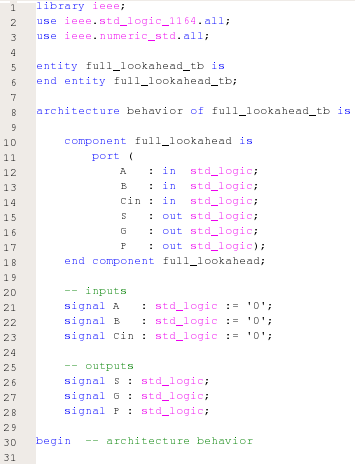 1 library ieee;
2 use ieee.std_logic_1164.all;
3 use ieee.numeric_std.all;
4
5 entity full_lookahead_tb is
6 end entity full_lookahead_tb;
7
8 architecture behavior of full_lookahead_tb is
9
10 component full_lookahead is
11 port (
12 A : in std_logic;
13 B : in std_logic;
14 Cin : in std_logic;
15 S : out std_logic;
16 G : out std_logic;
17 P : out std_logic);
18 end component full_lookahead;
19
20 -- inputs
21 signal A : std_logic := '0';
22 signal B : std_logic := '0';
23 signal Cin : std_logic := '0';
24
25 -- outputs
26 signal S : std_logic;
27 signal G : std_logic;
28 signal P : std_logic;
29
30 begin -- architecture behavior
31